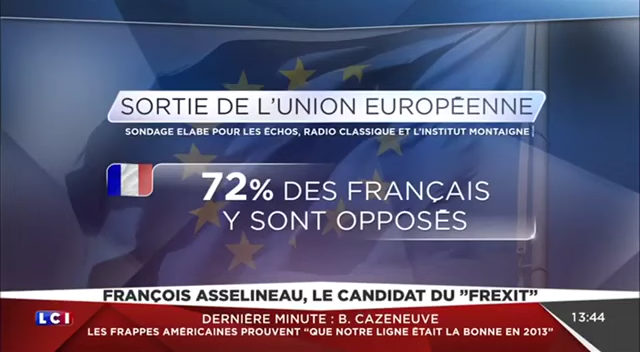 SORTIE DE L'UNION EUROPÉENNE
SONDAGE ELABE POUR LES ÉCHOS, RADIO CLASSIQUE ET L'INSTITUT MONTAIGNE
72% DES FRANÇAIS
Y SONT OPPOSÉS
FRANÇOIS ASSELINEAU, LE CANDIDAT DU "FREXIT"
LCI
DERNIÈRE MINUTE : B. CAZENEUVE
13:44
LES FRAPPES AMÉRICAINES PROUVENT "QUE NOTRE LIGNE ÉTAIT LA BONNE EN 2013"